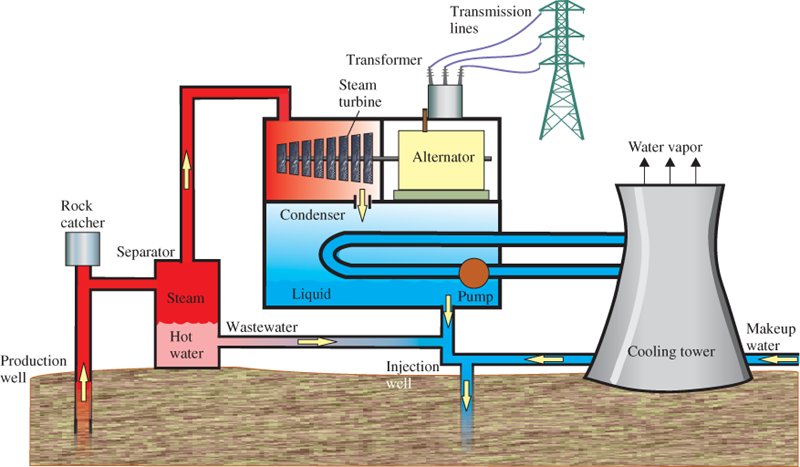 Transmission
lines
Transformer
Steam
turbine
Alternator
Water vapor
Rock
catcher
Condenser
Separator
Steam
Liquid
Pump
Hot
water
Wastewater
Cooling tower
Makeup
water
Production
well
Injection
well